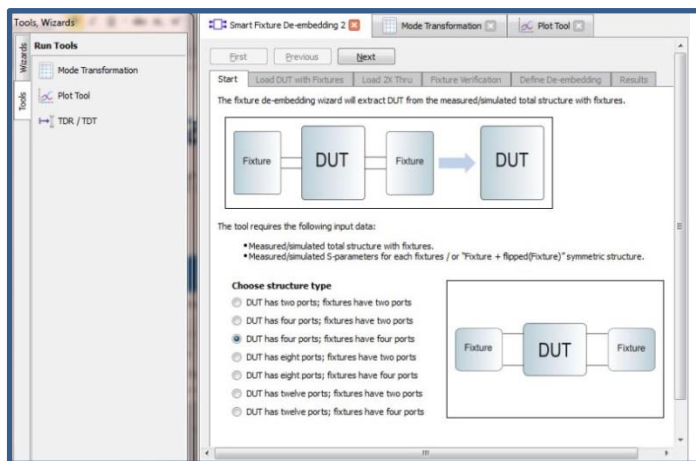 Tools, Wizards
Wizards
Tools
Run Tools
Mode Transformation
Plot Tool
TDR / TDT
Smart Fixture De-embedding 2
Mode Transformation
Plot Tool
First Previous Next
Start Load DUT with Fixtures Load 2X Thru Fixture Verification Define De-embedding Results
The fixture de-embedding wizard will extract DUT from the measured/simulated total structure with fixtures.
Fixture DUT Fixture DUT
The tool requires the following input data:
•Measured/simulated total structure with fixtures.
•Measured/simulated S-parameters for each fixtures / or "Fixture + flipped(Fixture)" symmetric structure.
Choose structure type
DUT has two ports; fixtures have two ports
DUT has four ports; fixtures have two ports
DUT has four ports; fixtures have four ports
DUT has eight ports; fixtures have two ports
DUT has eight ports; fixtures have four ports
DUT has twelve ports; fixtures have two ports
DUT has twelve ports; fixtures have four ports
Fixture DUT Fixture